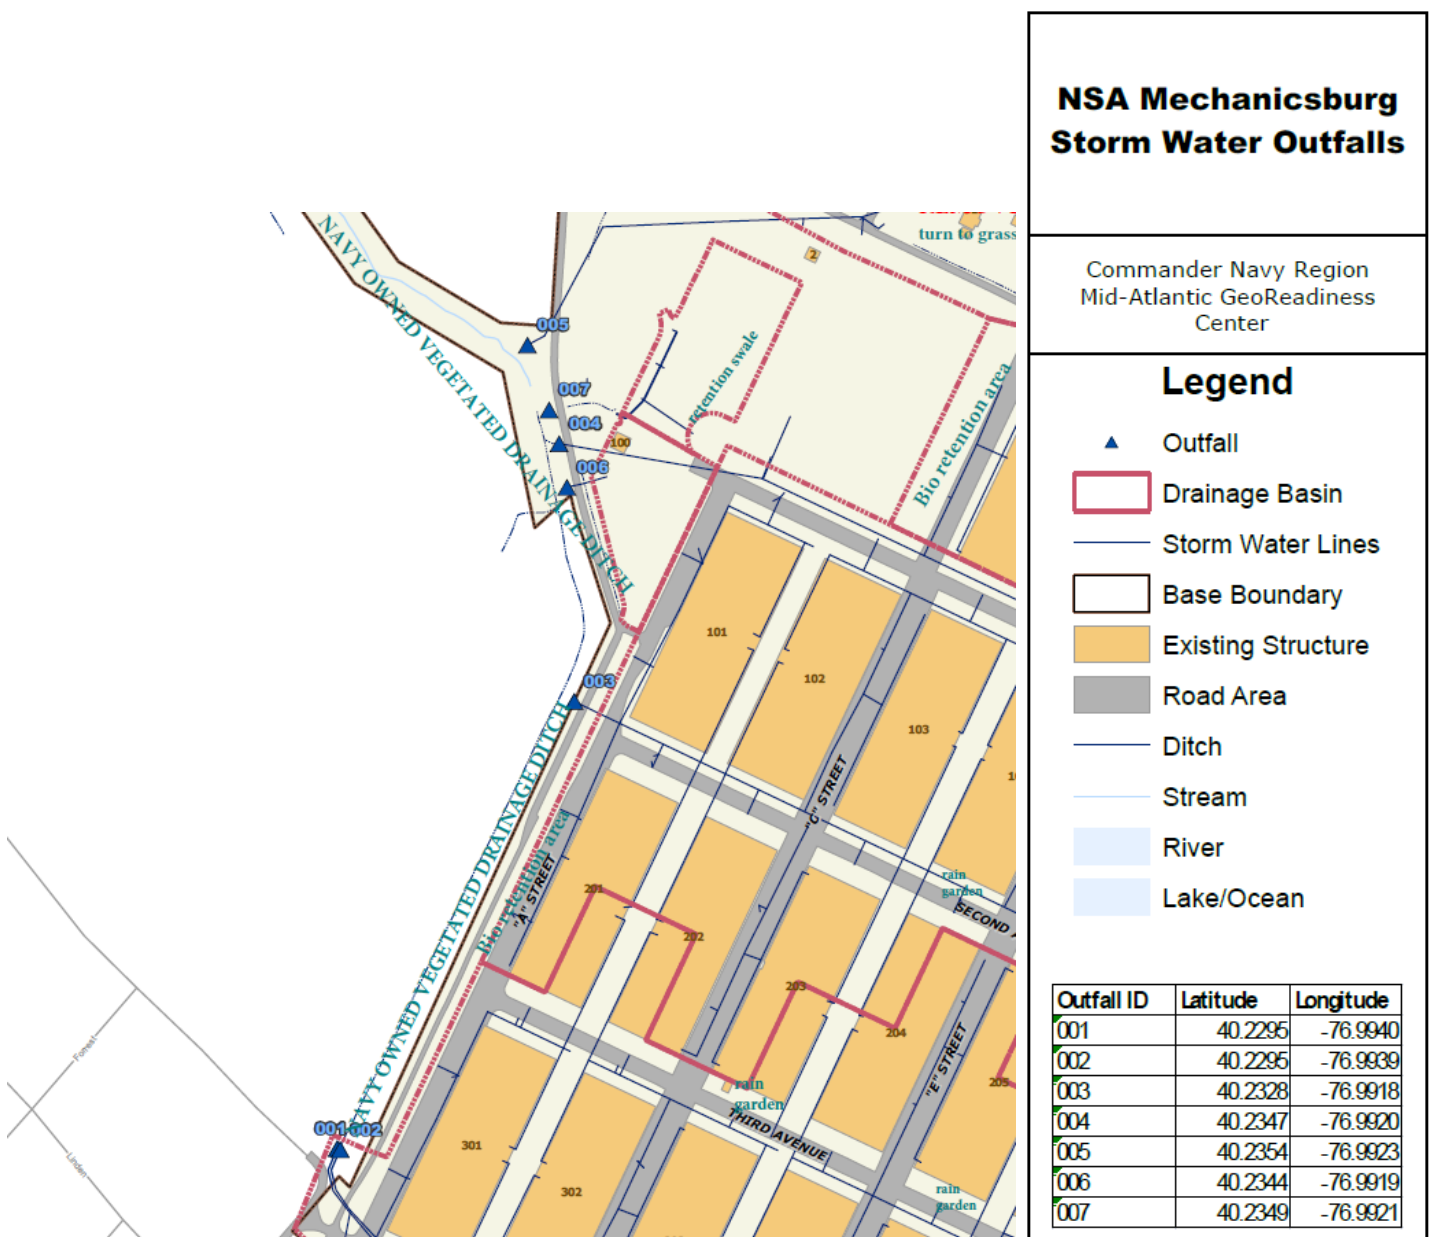 NSA Mechanicsburg
Storm Water Outfalls
Commander Navy Region
Mid-Atlantic GeoReadiness
Center
Legend
Outfall
Drainage Basin
Storm Water Lines
Base Boundary
Existing Structure
Road Area
Ditch
Stream
River
Lake/Ocean
Outfall ID Latitude Longitude
001 40.2295 -76.9940
002 40.2295 -76.9939
003 40.2328 -76.9918
004 40.2347 -76.9920
005 40.2354 -76.9923
006 40.2344 -76.9919
007 40.2349 -76.9921
turn to grass
NAVY OWNED VEGETATED DRAINAGE DITCH
2
005
retention swale
007
004
100
006
Bio retention area
101
102
003
103
"C" STREET
NAVY OWNED VEGETATED DRAINAGE DITCH
Bio retention area
"A" STREET
201
rain
garden
SECOND
202
203
204
"E" STREET
205
rain
garden
THIRD AVENUE
001
002
301
302
rain
garden
Forrest
Linden